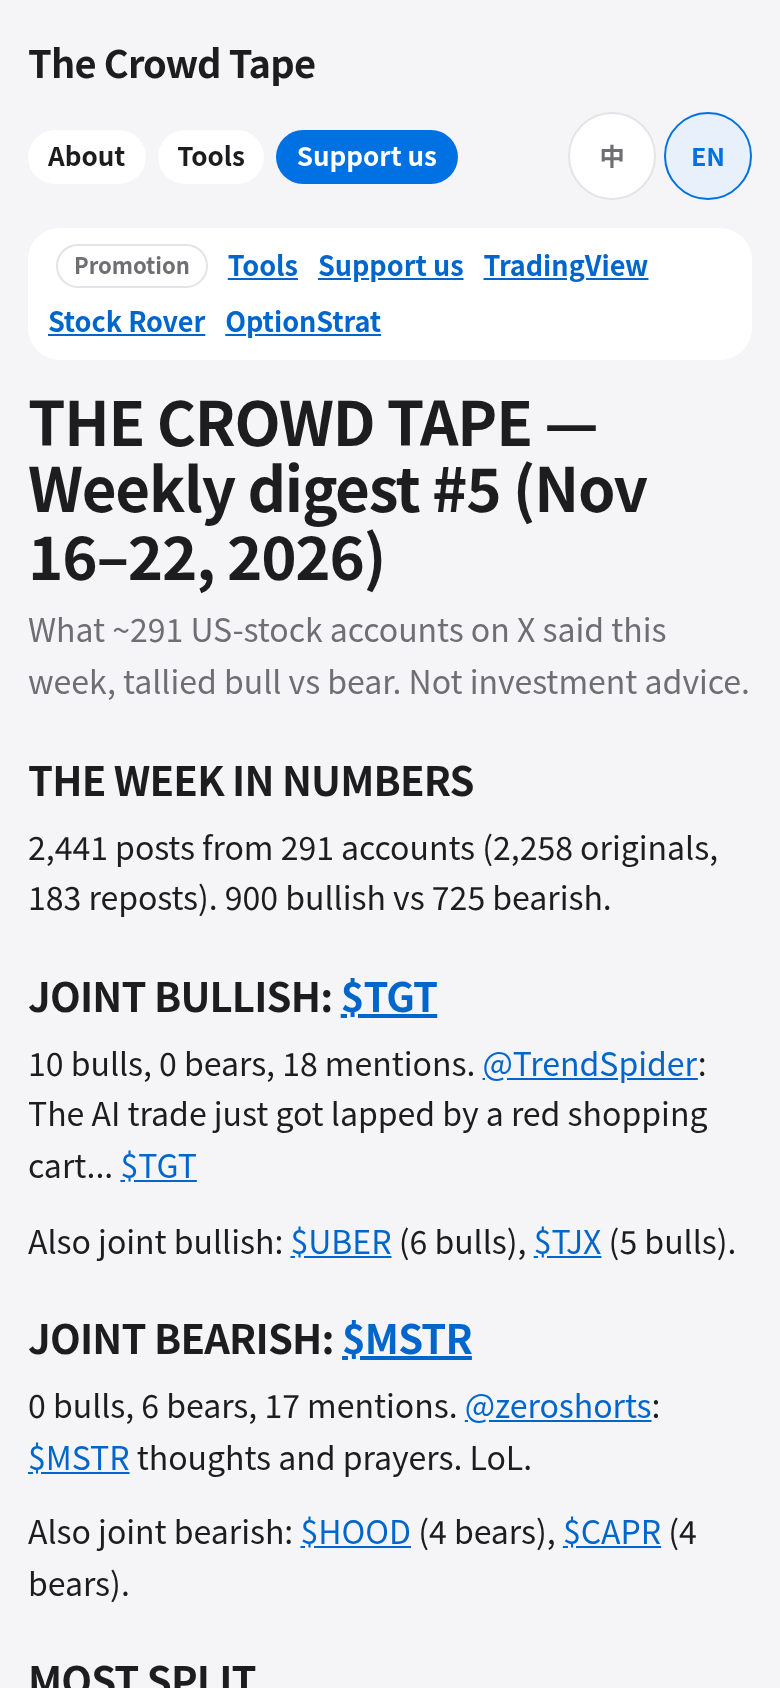 The Crowd Tape
About Tools Support us 中 EN
Promotion Tools Support us TradingView
Stock Rover OptionStrat
THE CROWD TAPE —
Weekly digest #5 (Nov
16–22, 2026)
What ~291 US-stock accounts on X said this
week, tallied bull vs bear. Not investment advice.
THE WEEK IN NUMBERS
2,441 posts from 291 accounts (2,258 originals,
183 reposts). 900 bullish vs 725 bearish.
JOINT BULLISH: $TGT
10 bulls, 0 bears, 18 mentions. @TrendSpider:
The AI trade just got lapped by a red shopping
cart... $TGT
Also joint bullish: $UBER (6 bulls), $TJX (5 bulls).
JOINT BEARISH: $MSTR
0 bulls, 6 bears, 17 mentions. @zeroshorts:
$MSTR thoughts and prayers. LoL.
Also joint bearish: $HOOD (4 bears), $CAPR (4
bears).
MOST SPLIT